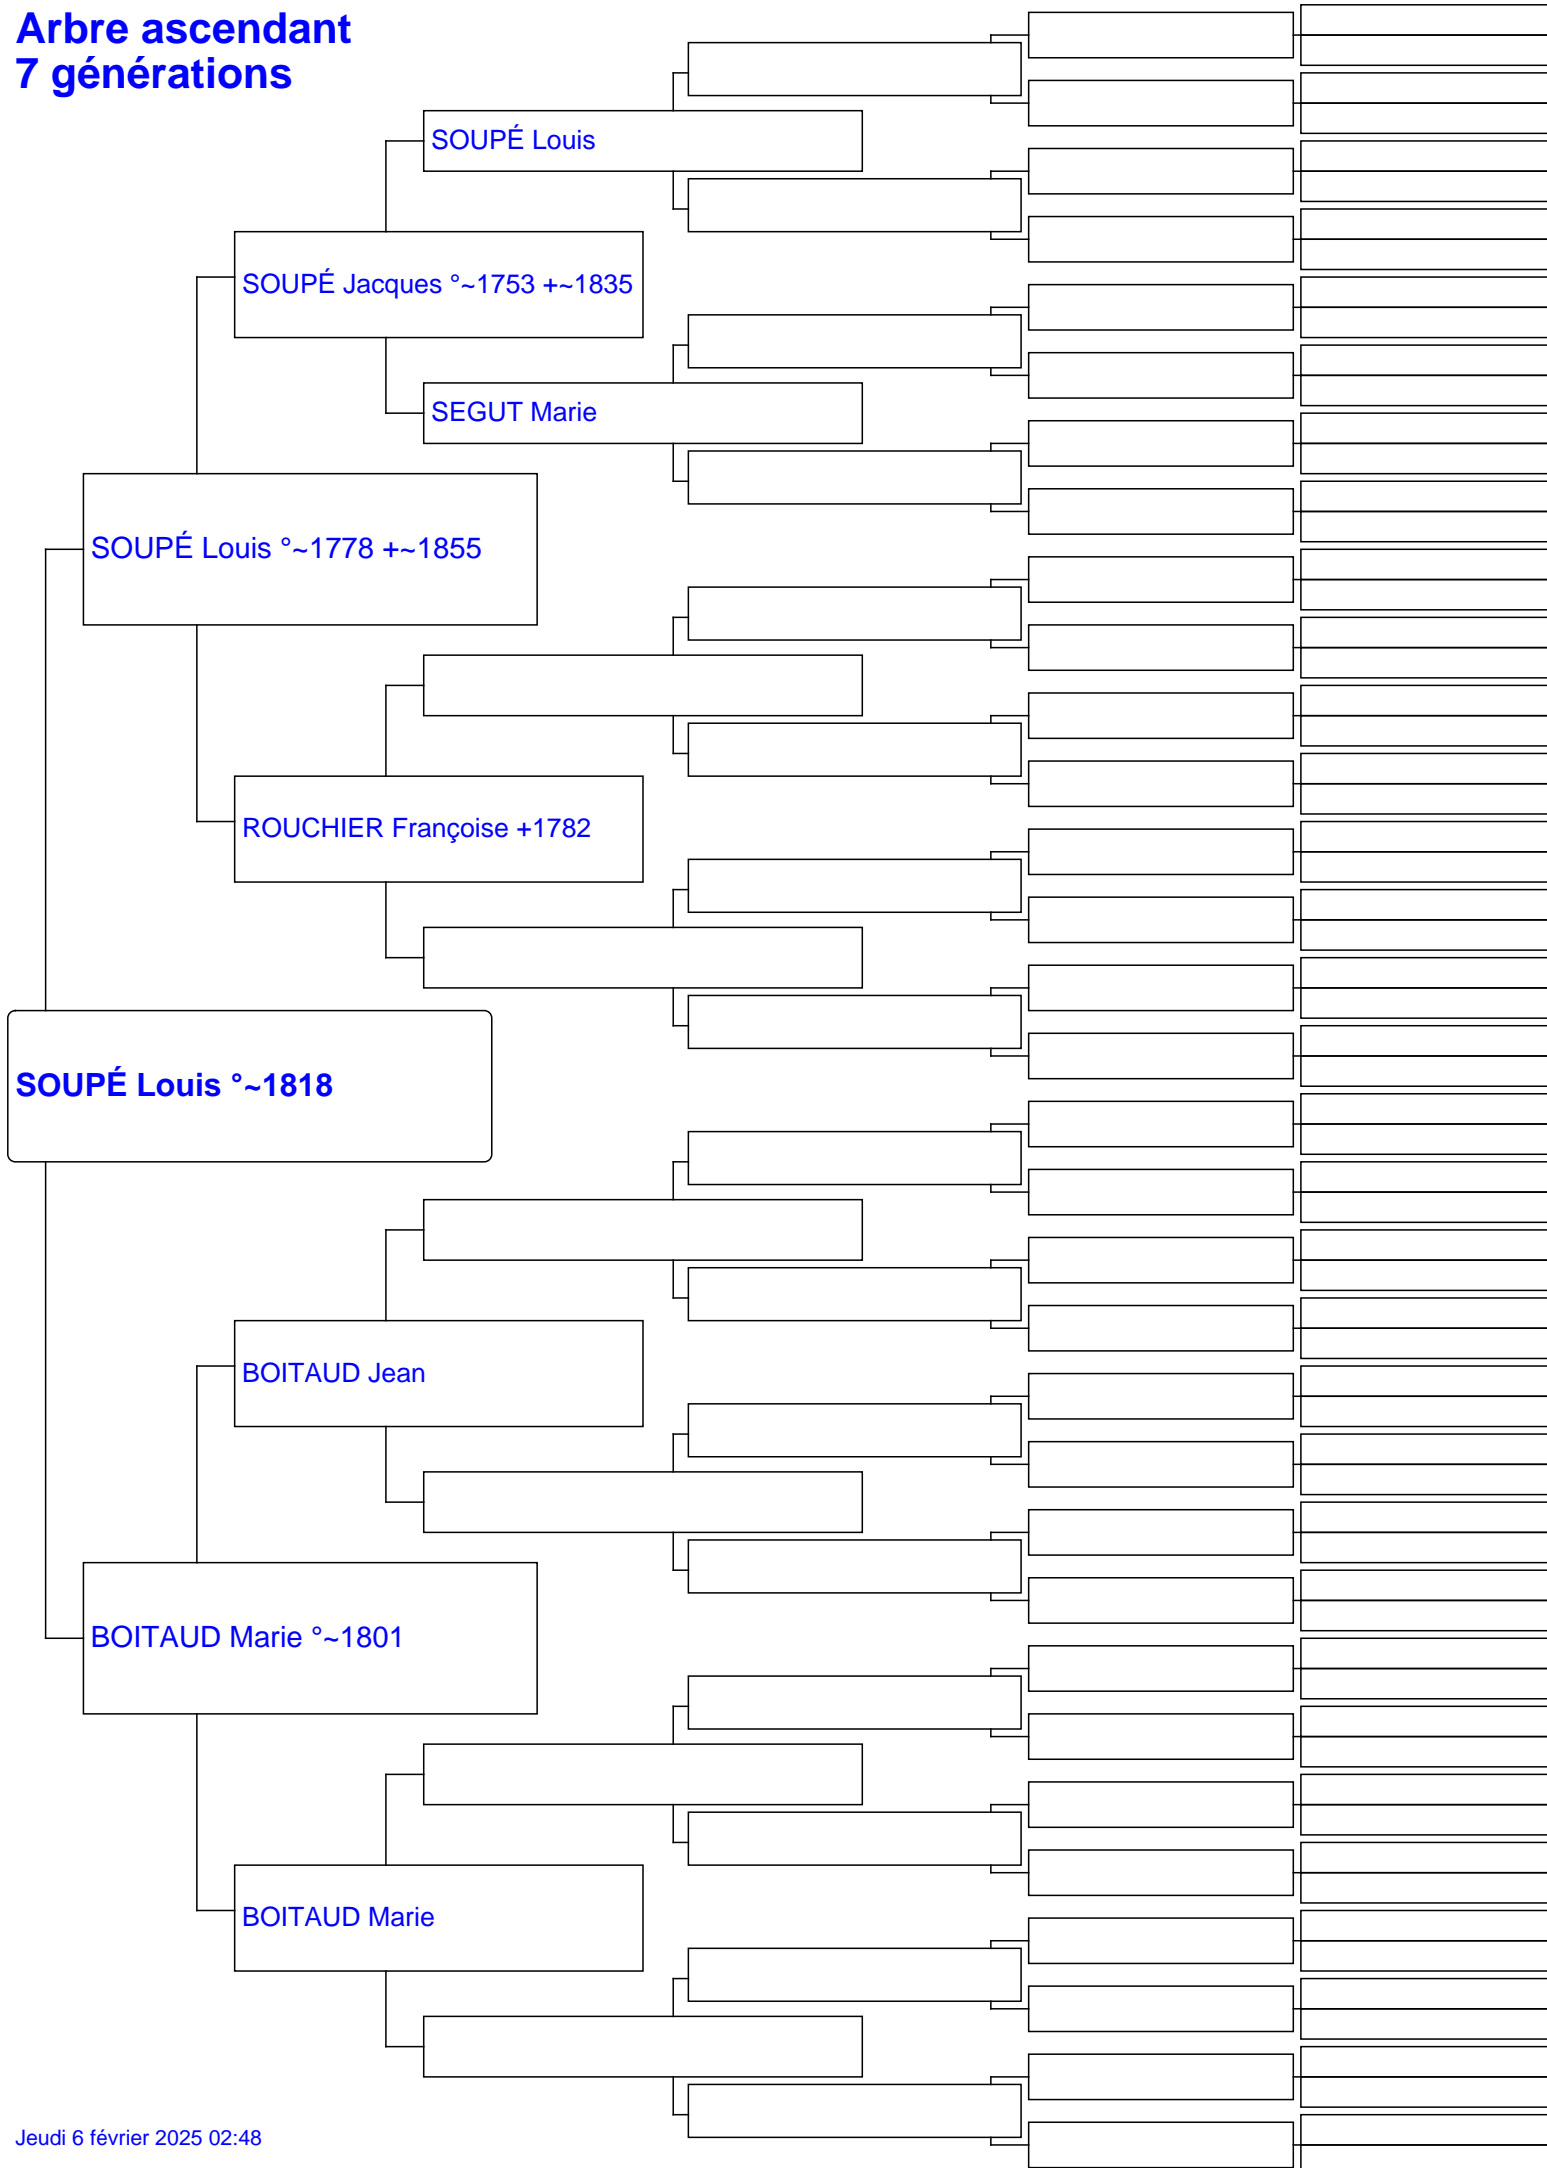 Arbre ascendant
7 générations
SOUPÉ Louis
SOUPÉ Jacques °~1753 +~1835
SEGUT Marie
SOUPÉ Louis °~1778 +~1855
ROUCHIER Françoise +1782
SOUPÉ Louis °~1818
BOITAUD Jean
BOITAUD Marie °~1801
BOITAUD Marie
Jeudi 6 février 2025 02:48